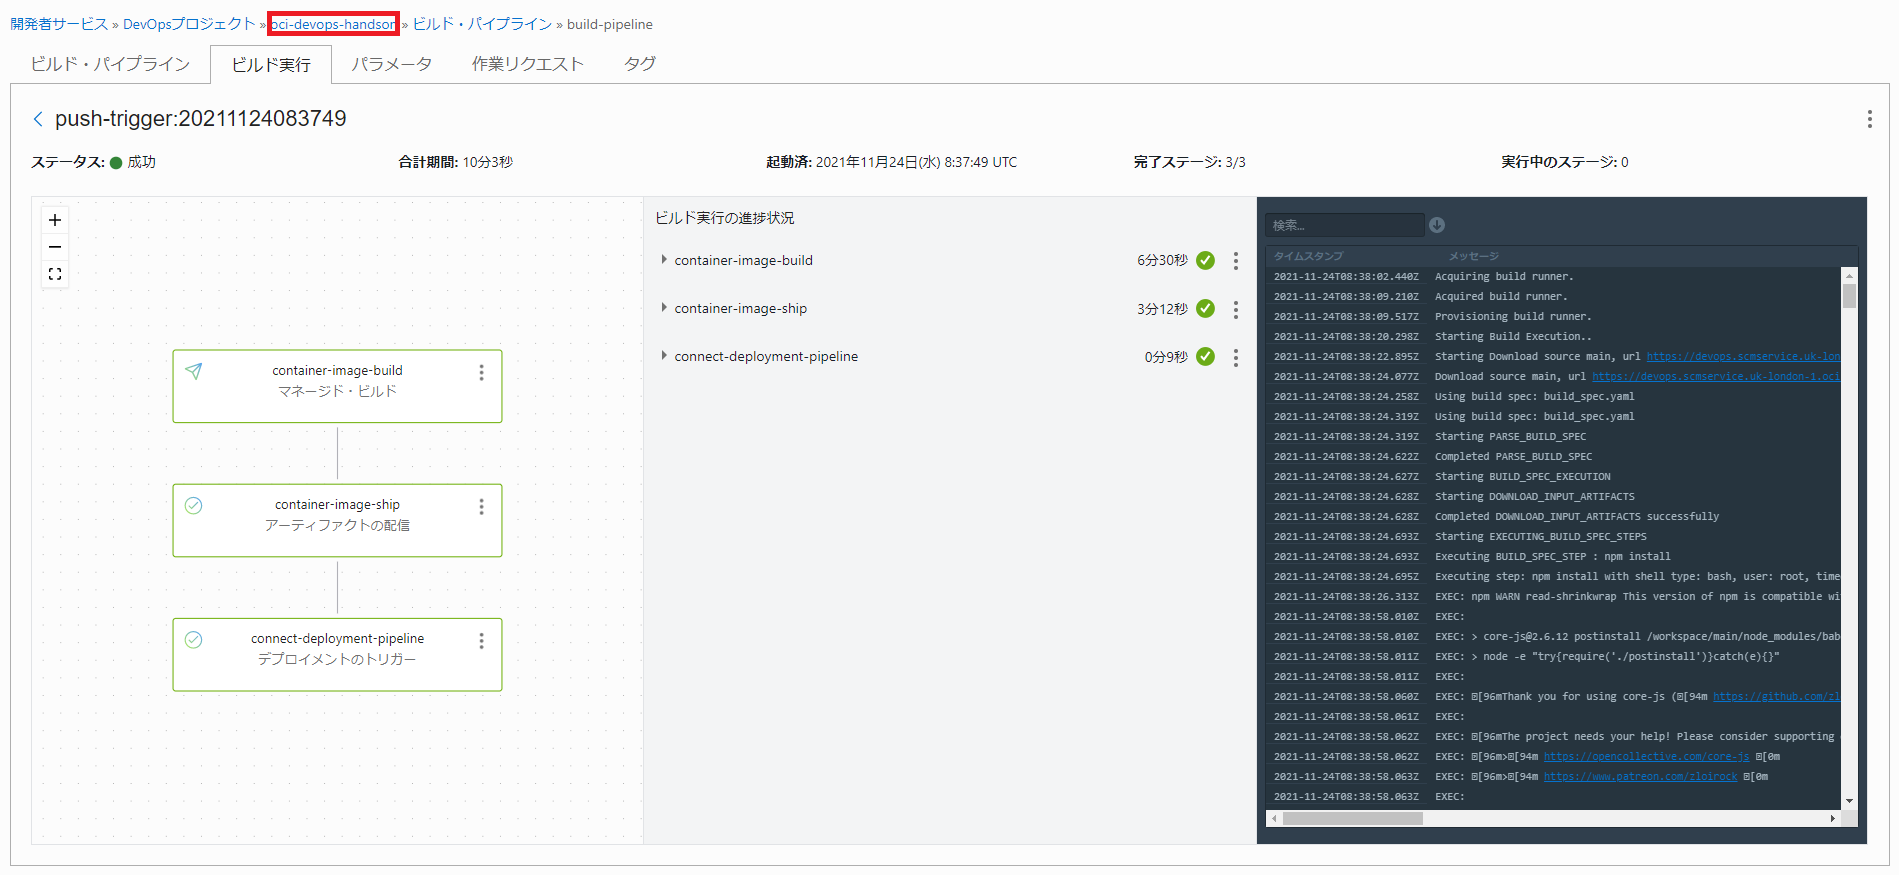 開発者サービス » DevOpsプロジェクト » oci-devops-handson » ビルド・パイプライン » build-pipeline
ビルド・パイプライン ビルド実行 パラメータ 作業リクエスト タグ
push-trigger:20211124083749
ステータス: 成功 合計期間: 10分3秒 起動済: 2021年11月24日(水) 8:37:49 UTC 完了ステージ: 3/3 実行中のステージ: 0
container-image-build
マネージド・ビルド
container-image-ship
アーティファクトの配信
connect-deployment-pipeline
デプロイメントのトリガー
ビルド実行の進捗状況
container-image-build 6分30秒
container-image-ship 3分12秒
connect-deployment-pipeline 0分9秒
検索...
タイムスタンプ メッセージ
2021-11-24T08:38:02.440Z Acquiring build runner.
2021-11-24T08:38:09.210Z Acquired build runner.
2021-11-24T08:38:09.517Z Provisioning build runner.
2021-11-24T08:38:20.298Z Starting Build Execution..
2021-11-24T08:38:22.895Z Starting Download source main, url https://devops.scmservice.uk-lon
2021-11-24T08:38:24.077Z Download source main, url https://devops.scmservice.uk-london-1.oci
2021-11-24T08:38:24.258Z Using build spec: build_spec.yaml
2021-11-24T08:38:24.319Z Using build spec: build_spec.yaml
2021-11-24T08:38:24.319Z Starting PARSE_BUILD_SPEC
2021-11-24T08:38:24.622Z Completed PARSE_BUILD_SPEC
2021-11-24T08:38:24.627Z Starting BUILD_SPEC_EXECUTION
2021-11-24T08:38:24.628Z Starting DOWNLOAD_INPUT_ARTIFACTS
2021-11-24T08:38:24.628Z Completed DOWNLOAD_INPUT_ARTIFACTS successfully
2021-11-24T08:38:24.693Z Starting EXECUTING_BUILD_SPEC_STEPS
2021-11-24T08:38:24.693Z Executing BUILD_SPEC_STEP : npm install
2021-11-24T08:38:24.695Z Executing step: npm install with shell type: bash, user: root, time
2021-11-24T08:38:26.313Z EXEC: npm WARN read-shrinkwrap This version of npm is compatible wi
2021-11-24T08:38:58.010Z EXEC:
2021-11-24T08:38:58.010Z EXEC: > core-js@2.6.12 postinstall /workspace/main/node_modules/bab
2021-11-24T08:38:58.011Z EXEC: > node -e "try{require('./postinstall')}catch(e){}"
2021-11-24T08:38:58.011Z EXEC:
2021-11-24T08:38:58.060Z EXEC: [96mThank you for using core-js ([94m https://github.com/zl
2021-11-24T08:38:58.061Z EXEC:
2021-11-24T08:38:58.062Z EXEC: [96mThe project needs your help! Please consider supporting
2021-11-24T08:38:58.062Z EXEC: [96m>[94m https://opencollective.com/core-js [0m
2021-11-24T08:38:58.063Z EXEC: [96m>[94m https://www.patreon.com/zloirock [0m
2021-11-24T08:38:58.063Z EXEC: